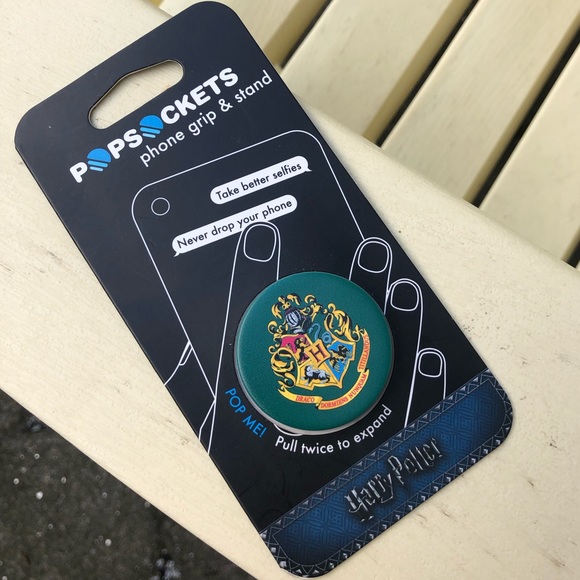 POPSOCKETS
phone grip & stand
Take better selfies
Never drop your phone
H
DRACO DORMIENS NUNQUAM TITILLANDUS
POP ME!
Pull twice to expand
Harry Potter